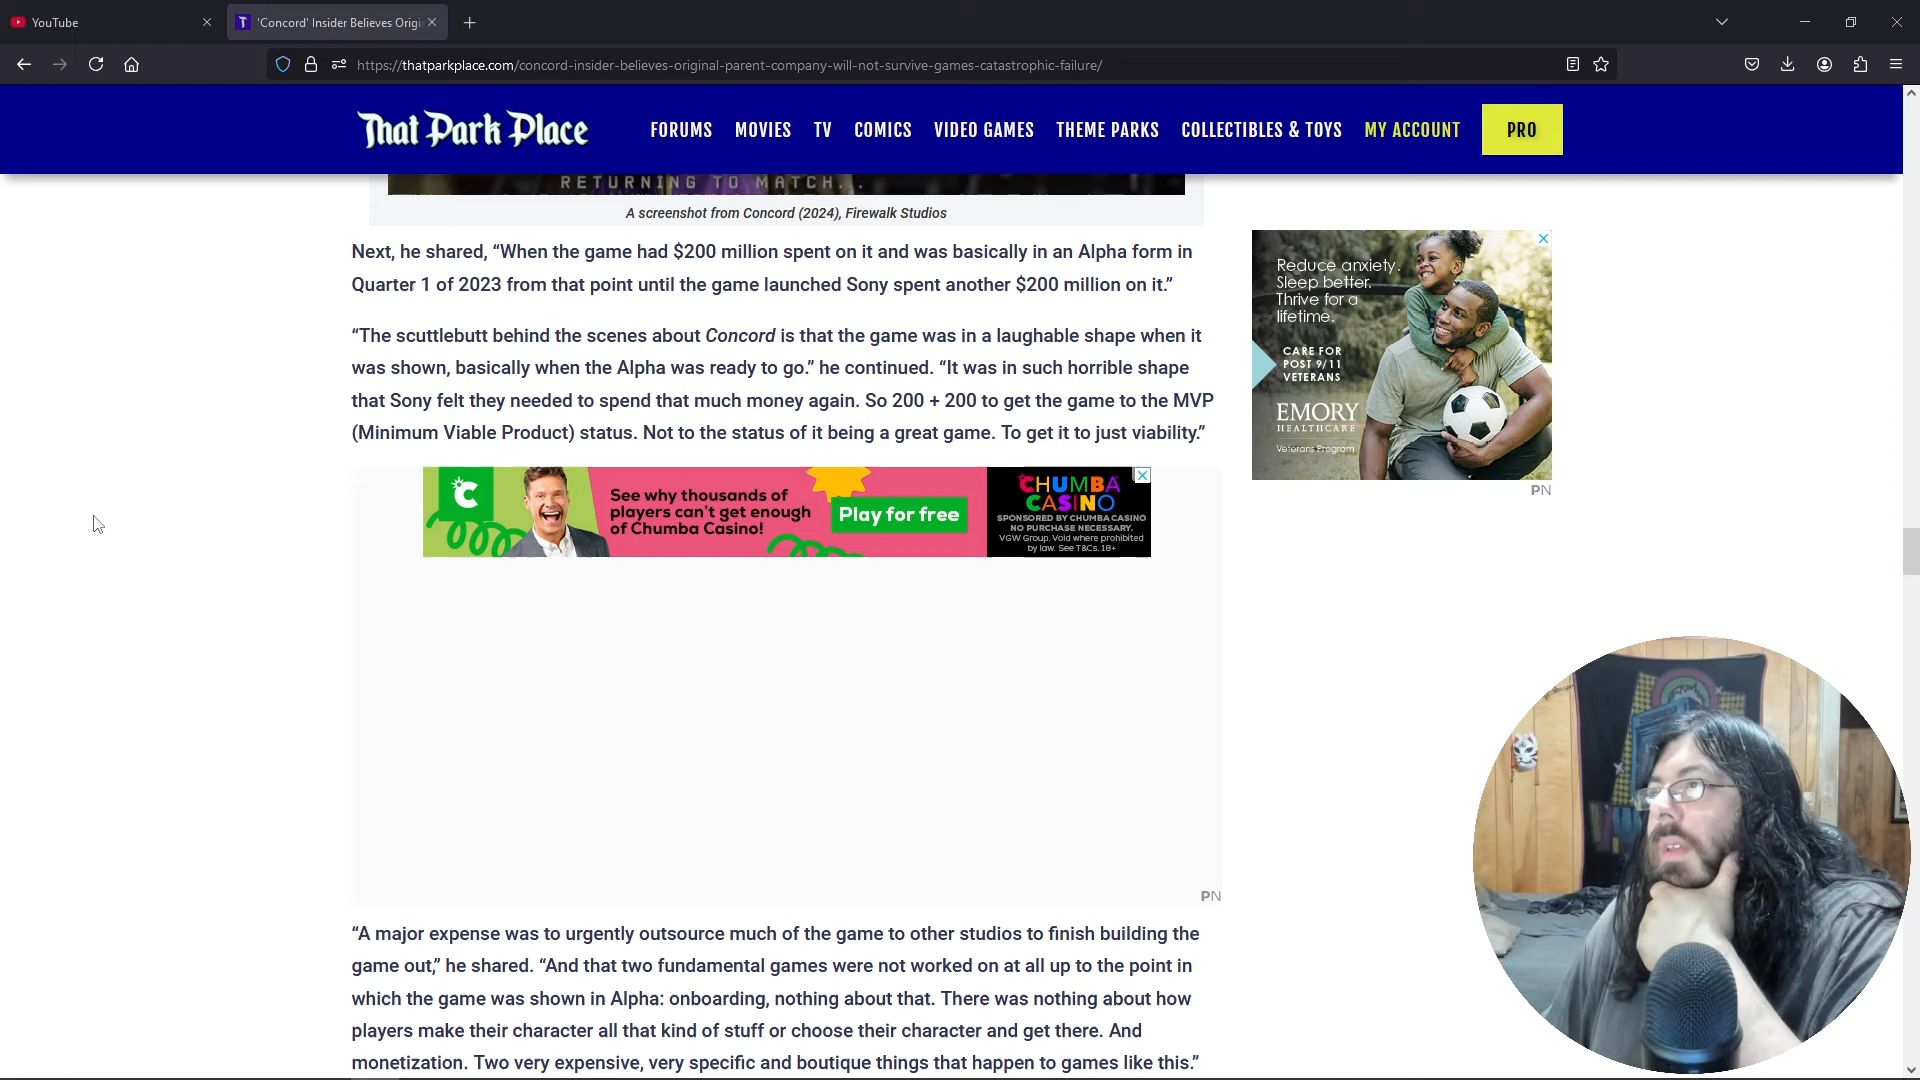 YouTube
'Concord' Insider Believes Origi
https://thatparkplace.com/concord-insider-believes-original-parent-company-will-not-survive-games-catastrophic-failure/
That Park Place
FORUMS MOVIES TV COMICS VIDEO GAMES THEME PARKS COLLECTIBLES & TOYS MY ACCOUNT PRO
RETURNING TO MATCH...
A screenshot from Concord (2024), Firewalk Studios
Next, he shared, “When the game had $200 million spent on it and was basically in an Alpha form in
Quarter 1 of 2023 from that point until the game launched Sony spent another $200 million on it.”
“The scuttlebutt behind the scenes about Concord is that the game was in a laughable shape when it
was shown, basically when the Alpha was ready to go.” he continued. “It was in such horrible shape
that Sony felt they needed to spend that much money again. So 200 + 200 to get the game to the MVP
(Minimum Viable Product) status. Not to the status of it being a great game. To get it to just viability.”
See why thousands of
players can't get enough
of Chumba Casino!
Play for free
CHUMBA
CASINO
SPONSORED BY CHUMBA CASINO
NO PURCHASE NECESSARY.
VGW Group. Void where prohibited
by law. See T&Cs. 18+
PN
“A major expense was to urgently outsource much of the game to other studios to finish building the
game out,” he shared. “And that two fundamental games were not worked on at all up to the point in
which the game was shown in Alpha: onboarding, nothing about that. There was nothing about how
players make their character all that kind of stuff or choose their character and get there. And
monetization. Two very expensive, very specific and boutique things that happen to games like this.”
Reduce anxiety.
Sleep better.
Thrive for a
lifetime.
CARE FOR
POST 9/11
VETERANS
EMORY
HEALTHCARE
Veterans Program
PN